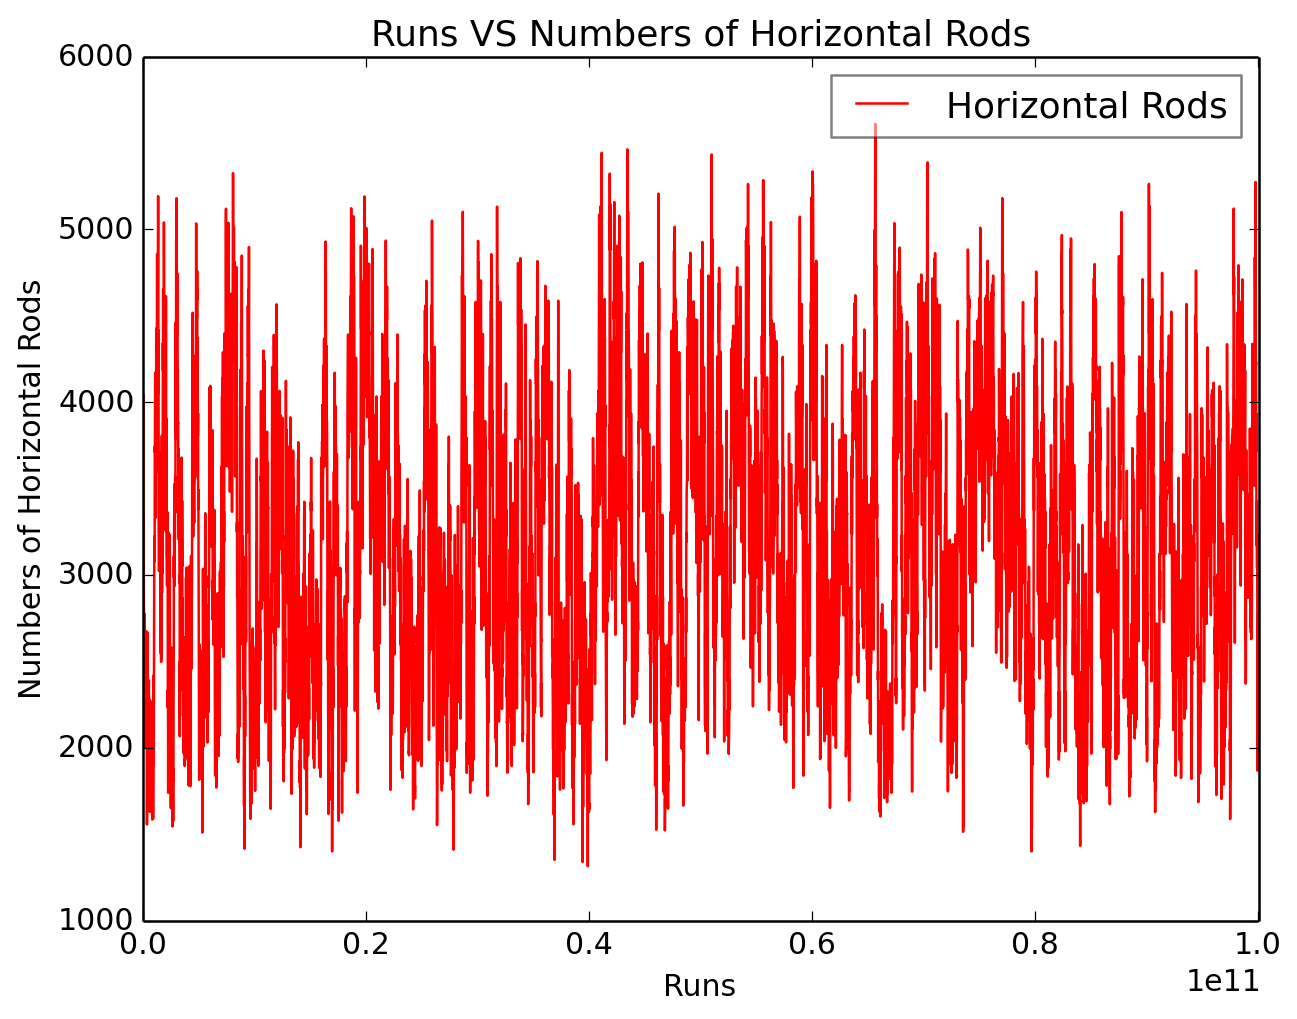 Runs VS Numbers of Horizontal Rods
Horizontal Rods
Numbers of Horizontal Rods
6000
5000
4000
3000
2000
1000
0.0 0.2 0.4 0.6 0.8 1.0
1e11
Runs